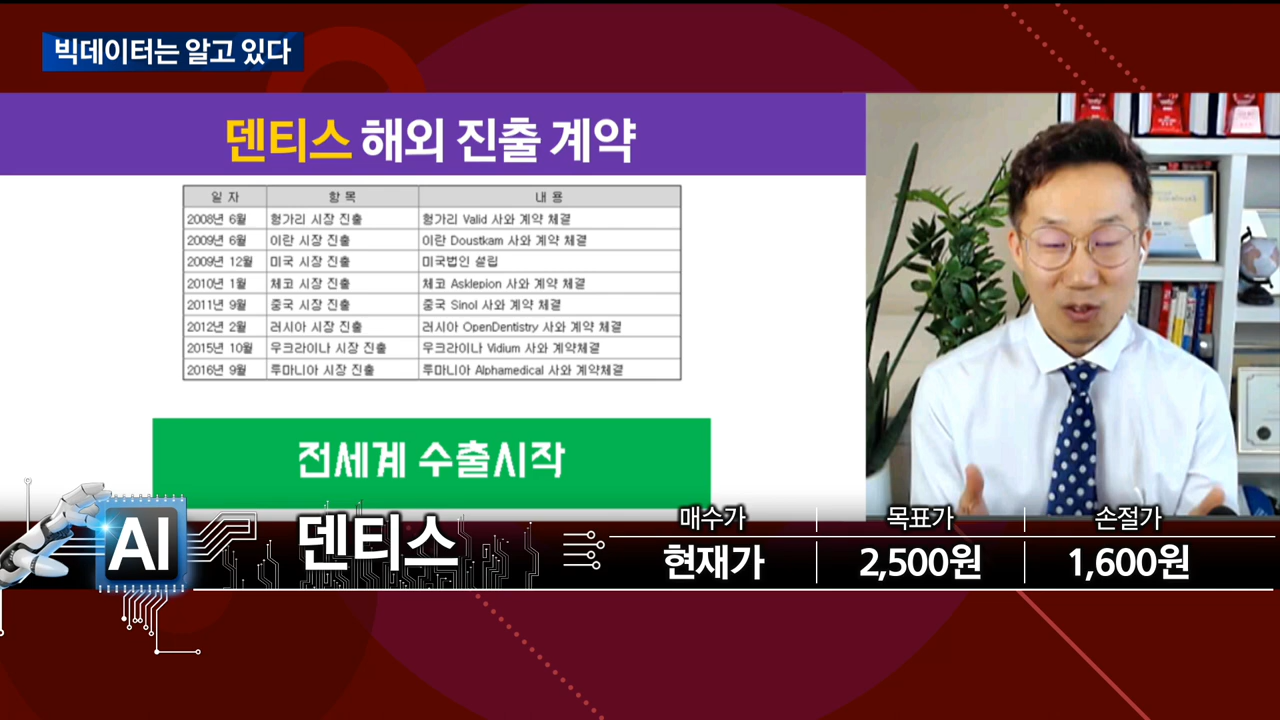 빅데이터는 알고 있다
덴티스 해외 진출 계약
일 자 항 목 내 용
2008년 6월 헝가리 시장 진출 헝가리 Valid 사와 계약 체결
2009년 6월 이란 시장 진출 이란 Doustkam 사와 계약 체결
2009년 12월 미국 시장 진출 미국법인 설립
2010년 1월 체코 시장 진출 체코 Asklepion 사와 계약 체결
2011년 9월 중국 시장 진출 중국 Sinol 사와 계약 체결
2012년 2월 러시아 시장 진출 러시아 OpenDentistry 사와 계약 체결
2015년 10월 우크라이나 시장 진출 우크라이나 Vidium 사와 계약체결
2016년 9월 루마니아 시장 진출 루마니아 Alphamedical 사와 계약체결
전세계 수출시작
AI
덴티스
매수가 목표가 손절가
현재가 2,500원 1,600원